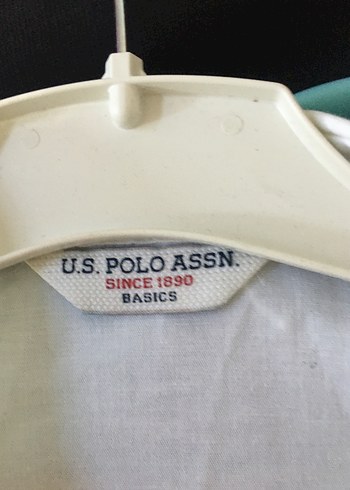 U.S. POLO ASSN.
SINCE 1890
BASICS